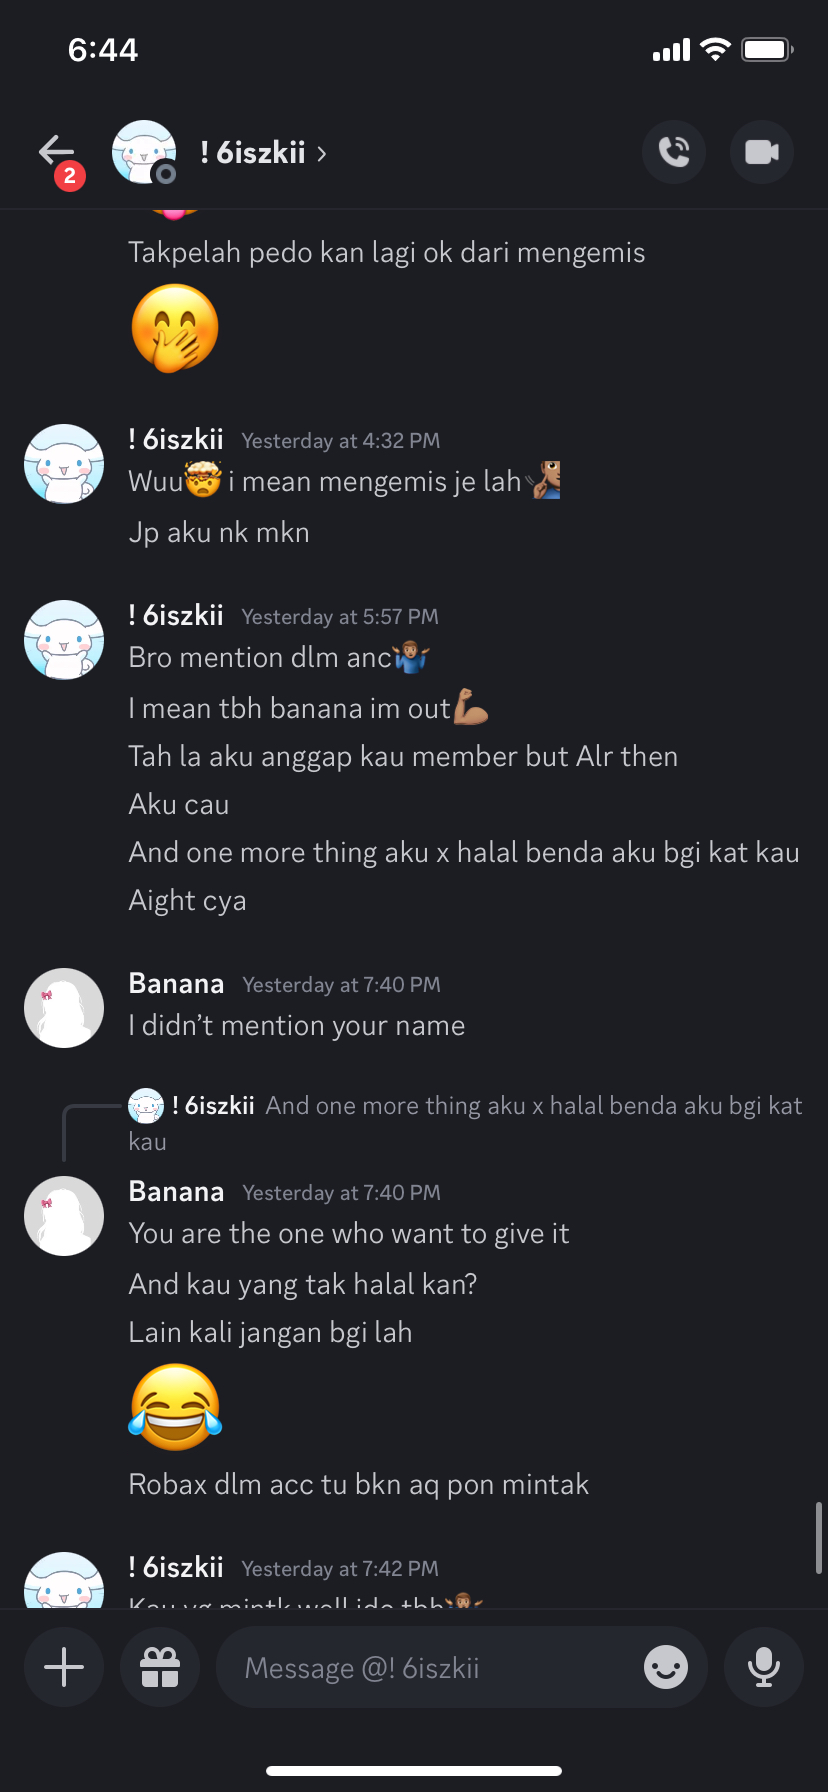 6:44
2
! 6iszkii
Takpelah pedo kan lagi ok dari mengemis
🤭
! 6iszkii Yesterday at 4:32 PM
Wuu🤯 i mean mengemis je lah🧏🏽‍♂️
Jp aku nk mkn
! 6iszkii Yesterday at 5:57 PM
Bro mention dlm anc🤷🏽‍♂️
I mean tbh banana im out💪🏽
Tah la aku anggap kau member but Alr then
Aku cau
And one more thing aku x halal benda aku bgi kat kau
Aight cya
Banana Yesterday at 7:40 PM
I didn't mention your name
! 6iszkii And one more thing aku x halal benda aku bgi kat
kau
Banana Yesterday at 7:40 PM
You are the one who want to give it
And kau yang tak halal kan?
Lain kali jangan bgi lah
😂
Robax dlm acc tu bkn aq pon mintak
! 6iszkii Yesterday at 7:42 PM
Kau yg mintk well idc tbh🤷🏽‍♂️
Message @! 6iszkii